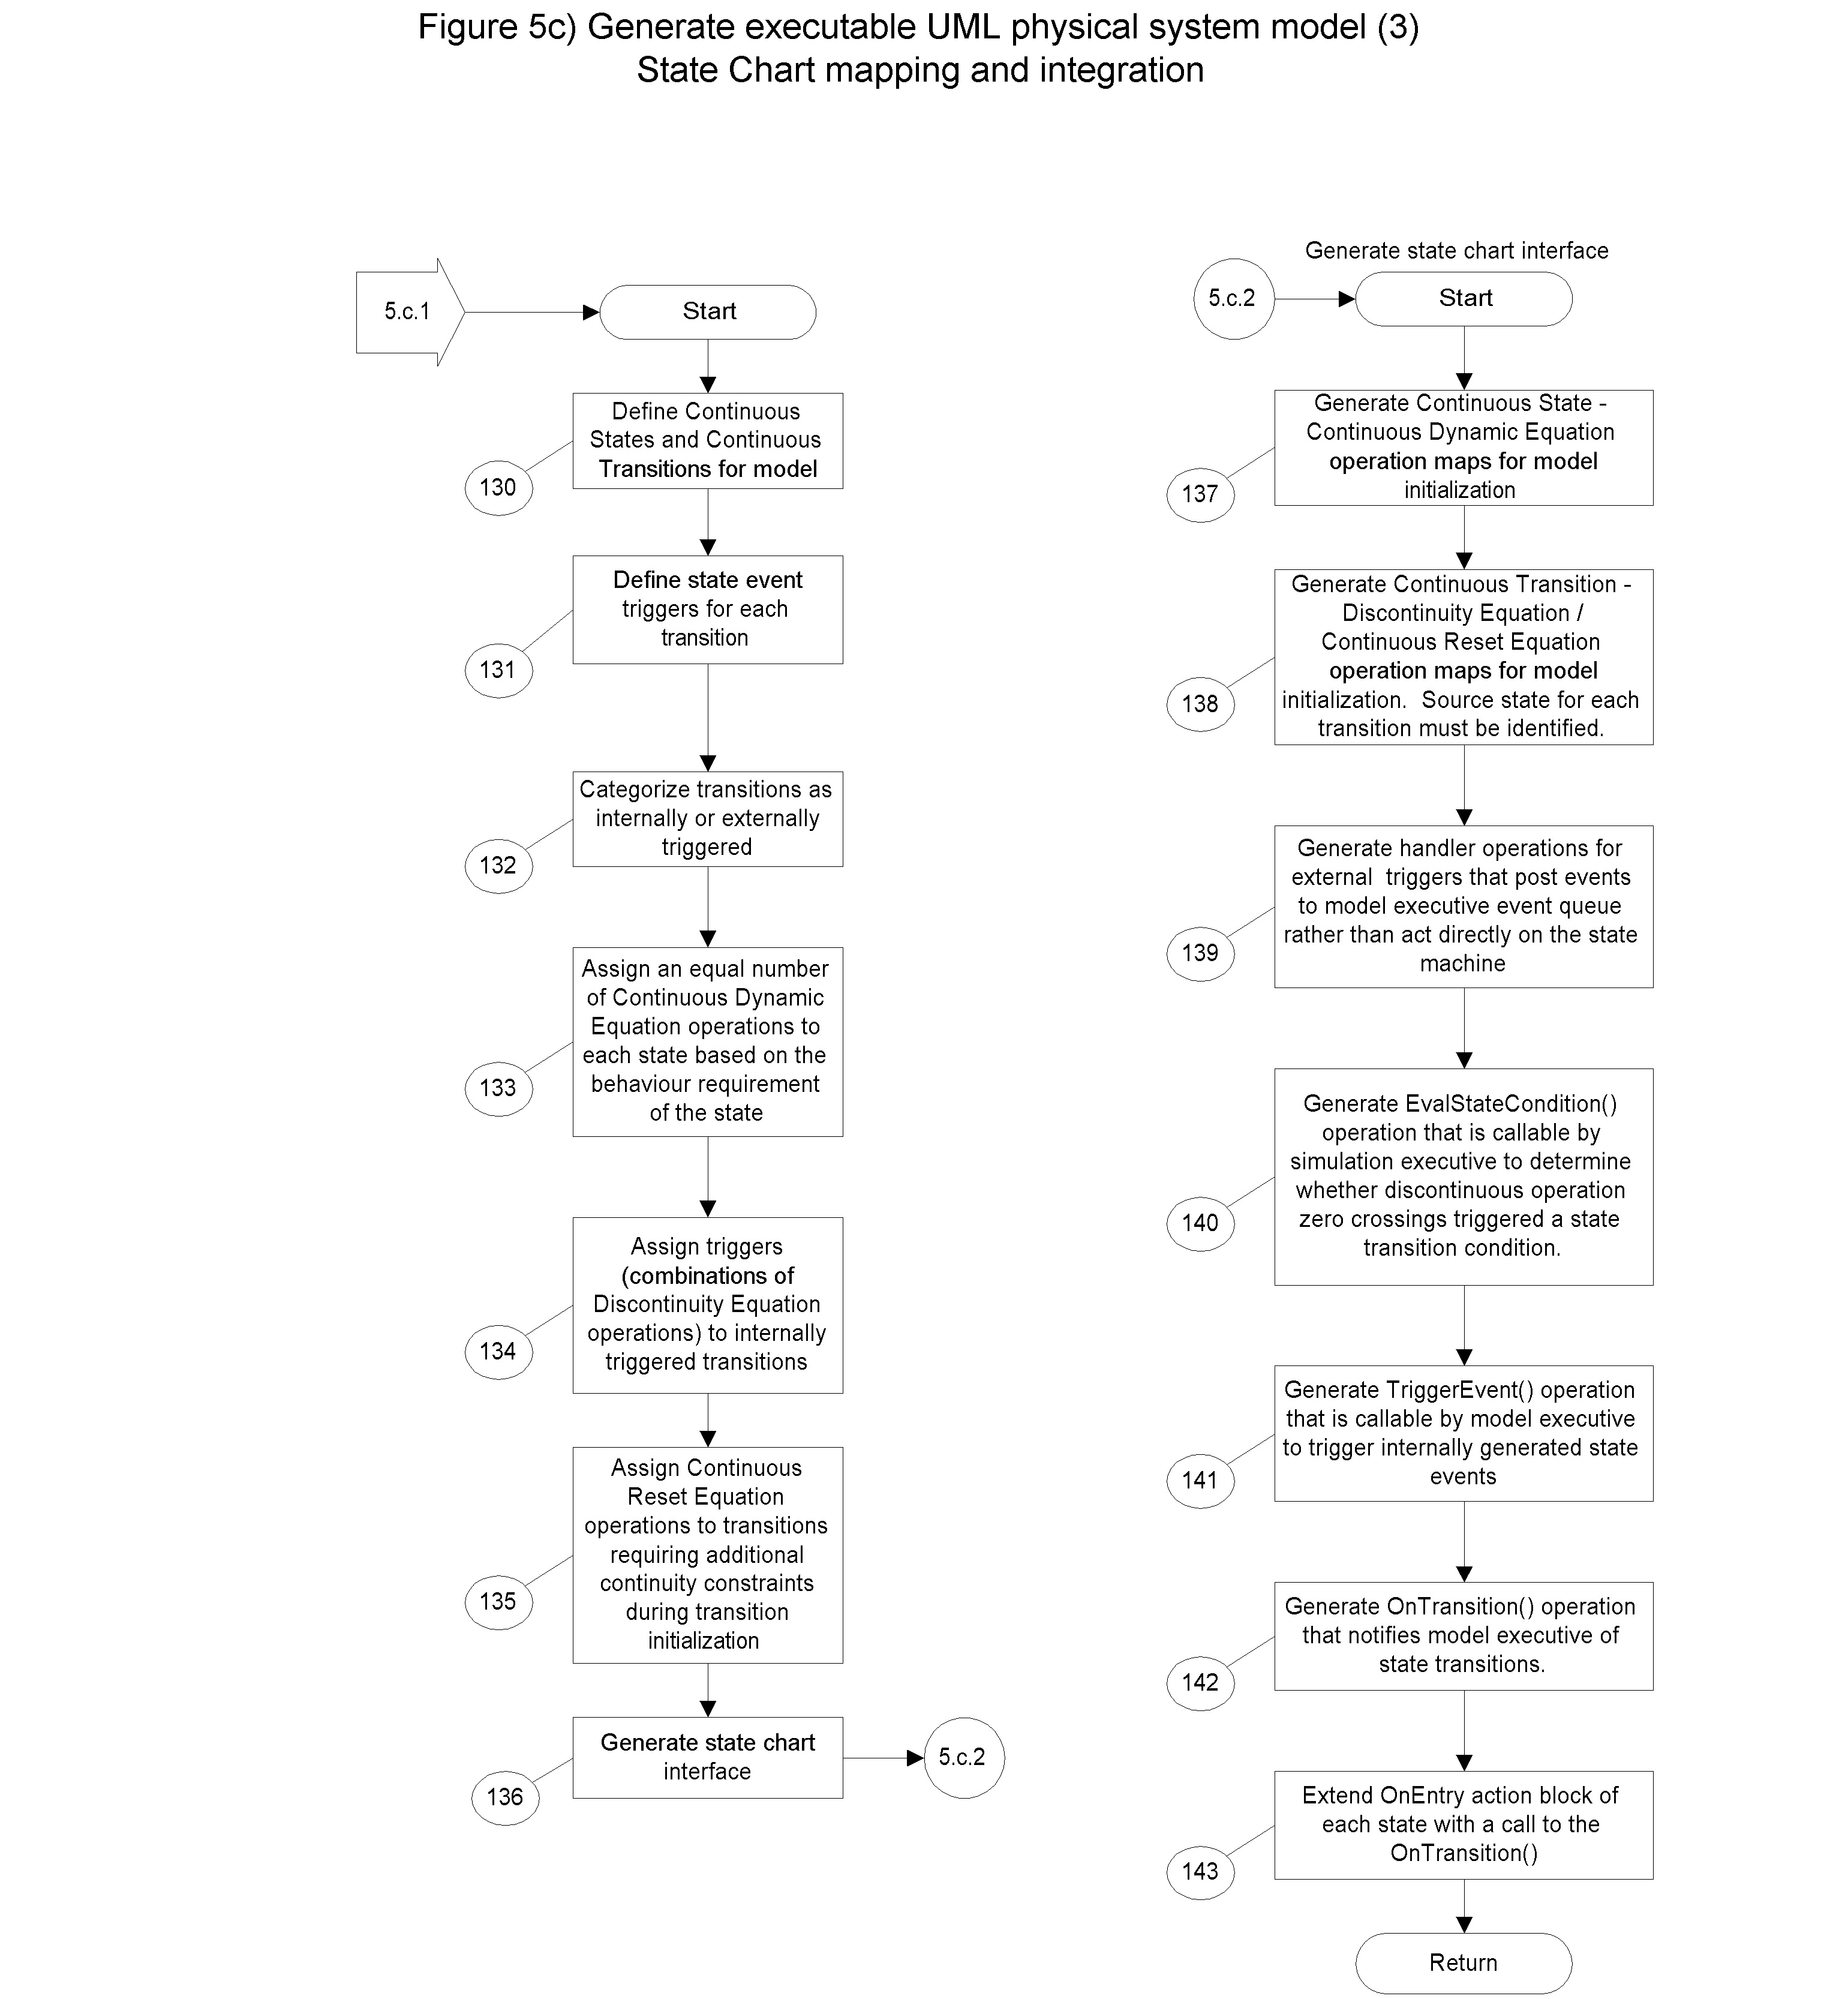 Figure 5c) Generate executable UML physical system model (3)
State Chart mapping and integration
5.c.1
Start
Define Continuous
States and Continuous
Transitions for model
130
Define state event
triggers for each
transition
131
Categorize transitions as
internally or externally
triggered
132
Assign an equal number
of Continuous Dynamic
Equation operations to
each state based on the
behaviour requirement
of the state
133
Assign triggers
(combinations of
Discontinuity Equation
operations) to internally
triggered transitions
134
Assign Continuous
Reset Equation
operations to transitions
requiring additional
continuity constraints
during transition
initialization
135
Generate state chart
interface
136
5.c.2
Generate state chart interface
5.c.2
Start
Generate Continuous State -
Continuous Dynamic Equation
operation maps for model
initialization
137
Generate Continuous Transition -
Discontinuity Equation /
Continuous Reset Equation
operation maps for model
initialization.  Source state for each
transition must be identified.
138
Generate handler operations for
external  triggers that post events
to model executive event queue
rather than act directly on the state
machine
139
Generate EvalStateCondition()
operation that is callable by
simulation executive to determine
whether discontinuous operation
zero crossings triggered a state
transition condition.
140
Generate TriggerEvent() operation
that is callable by model executive
to trigger internally generated state
events
141
Generate OnTransition() operation
that notifies model executive of
state transitions.
142
Extend OnEntry action block of
each state with a call to the
OnTransition()
143
Return